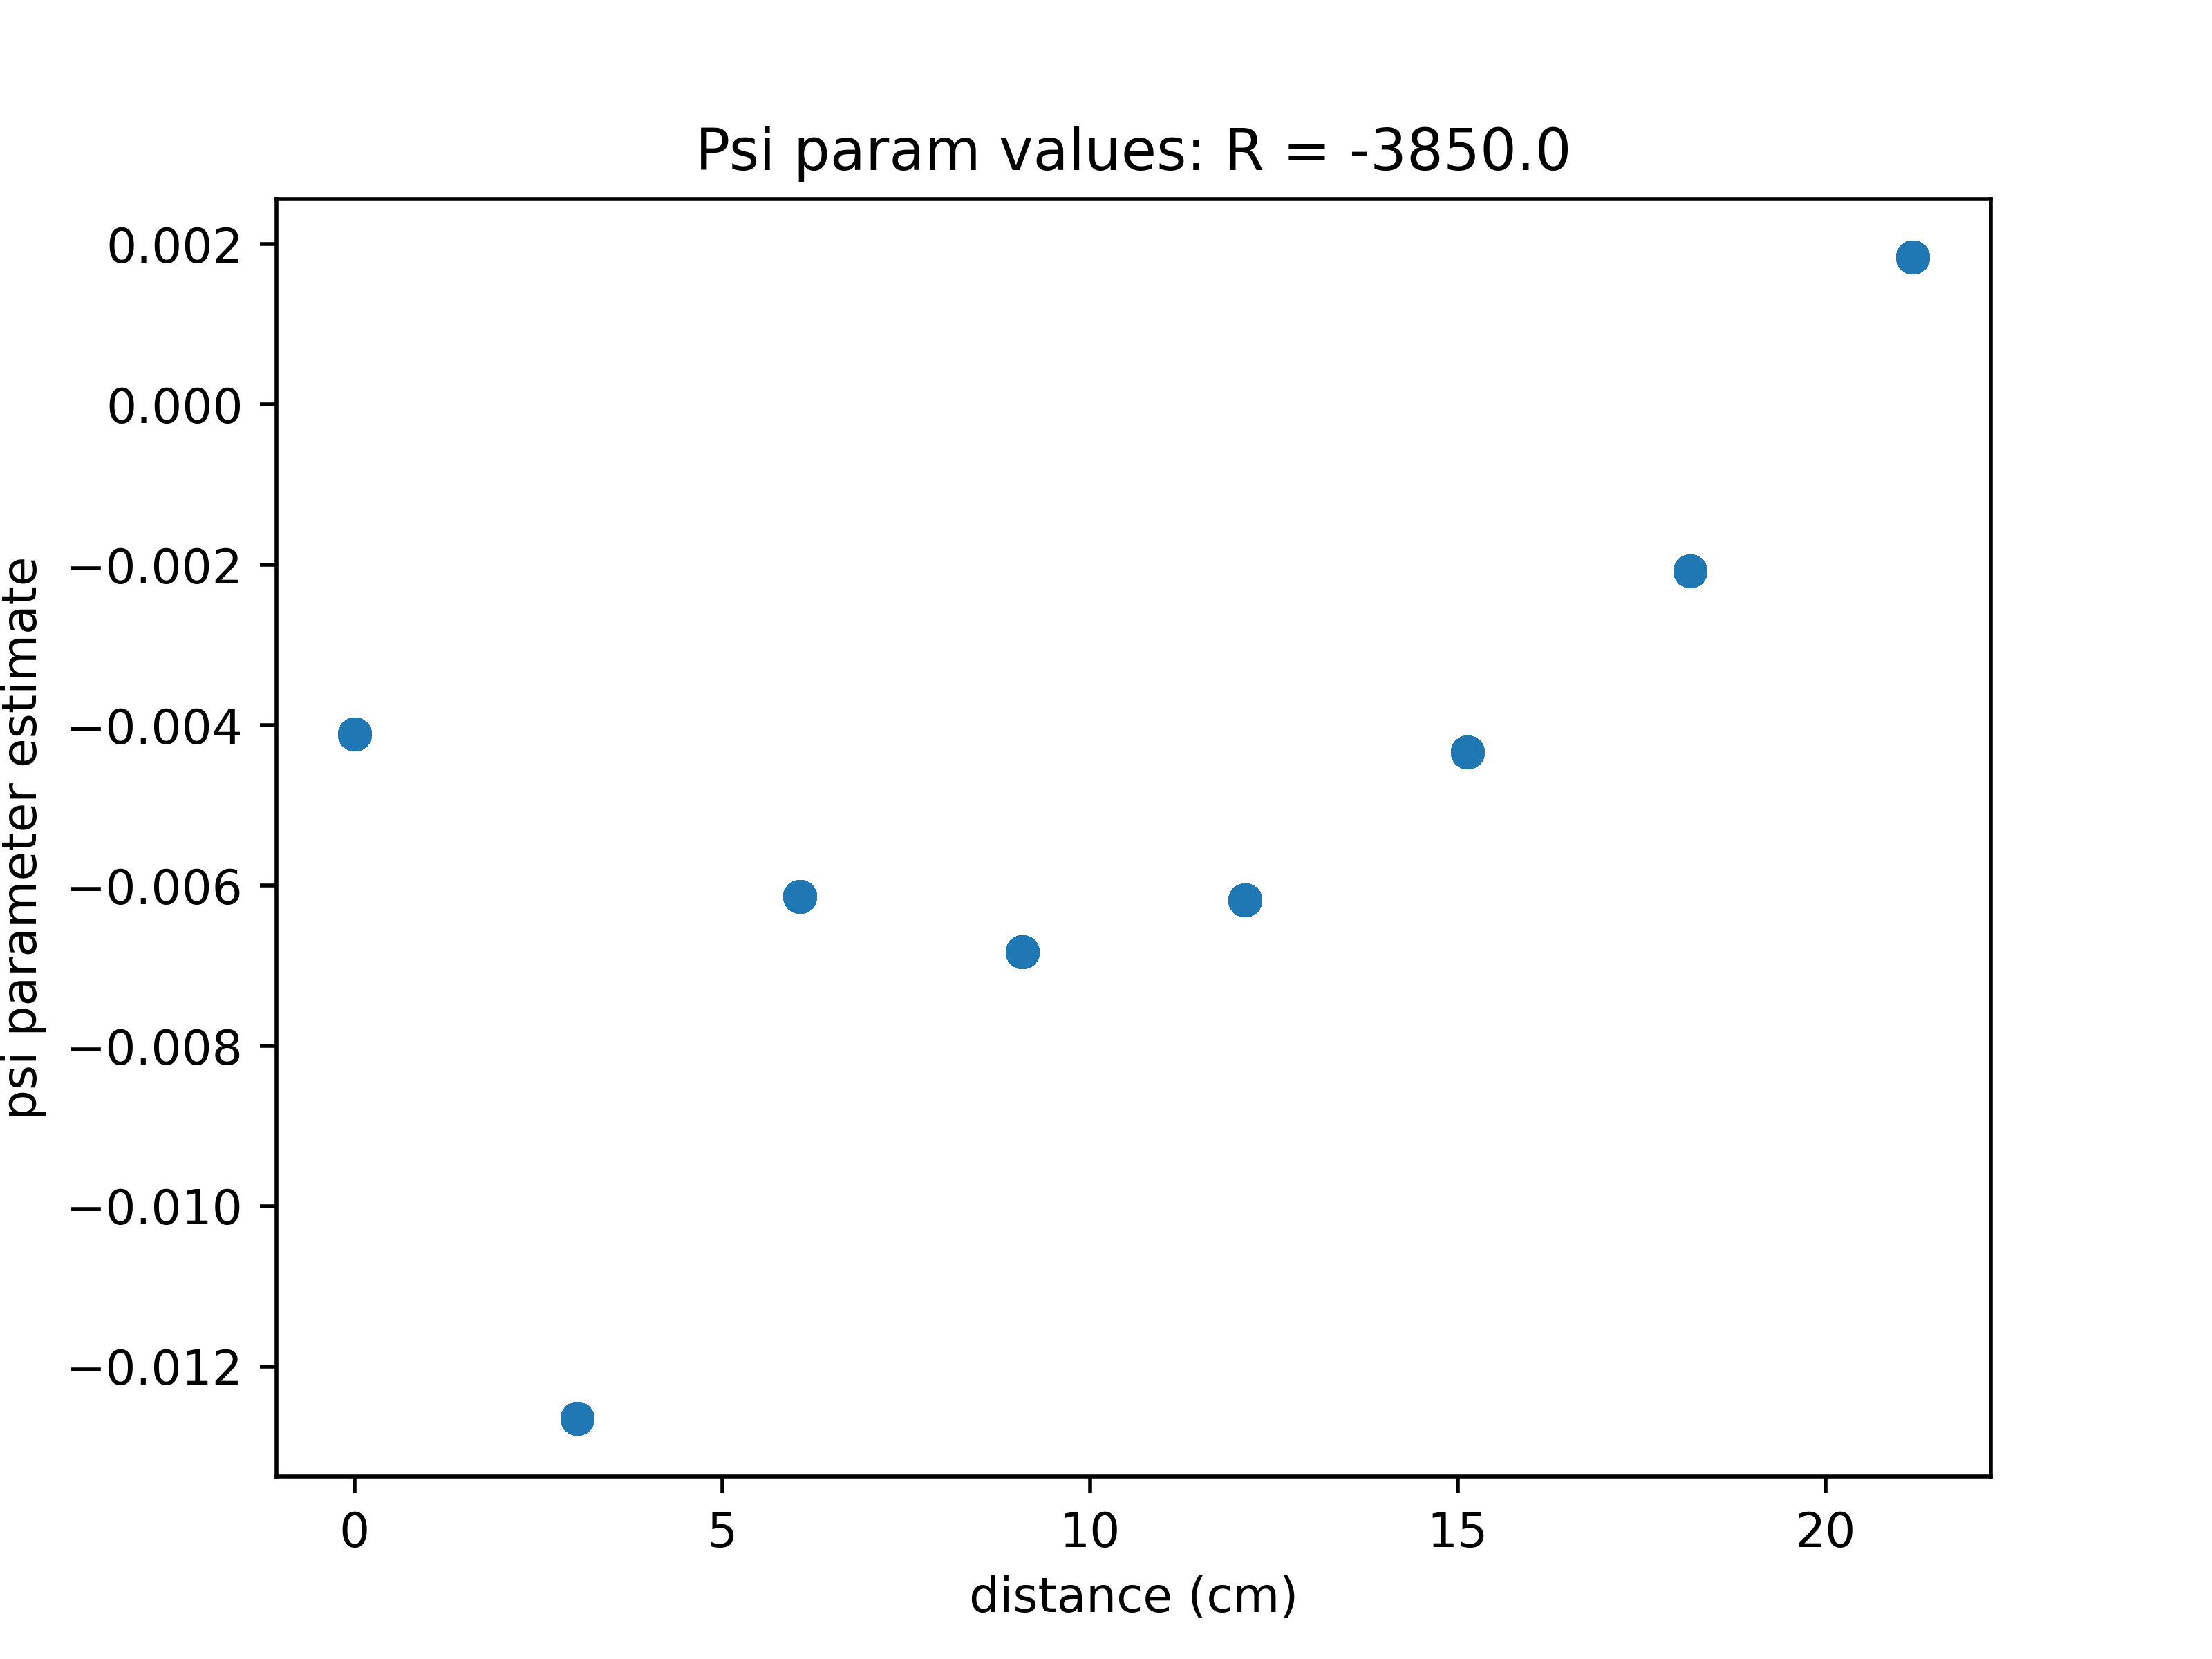 Psi param values: R = -3850.0
0.002
0.000
−0.002
−0.004
−0.006
−0.008
−0.010
−0.012
psi parameter estimate
0 5 10 15 20
distance (cm)